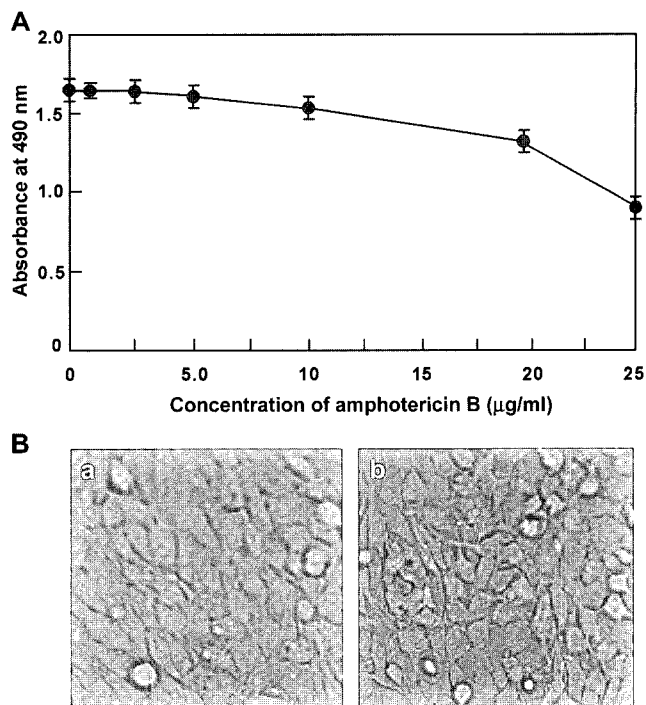 A
2.0
1.5
1.0
0.5
0
Absorbance at 490 nm
0 5.0 10 15 20 25
Concentration of amphotericin B (μg/ml)
B
a
b